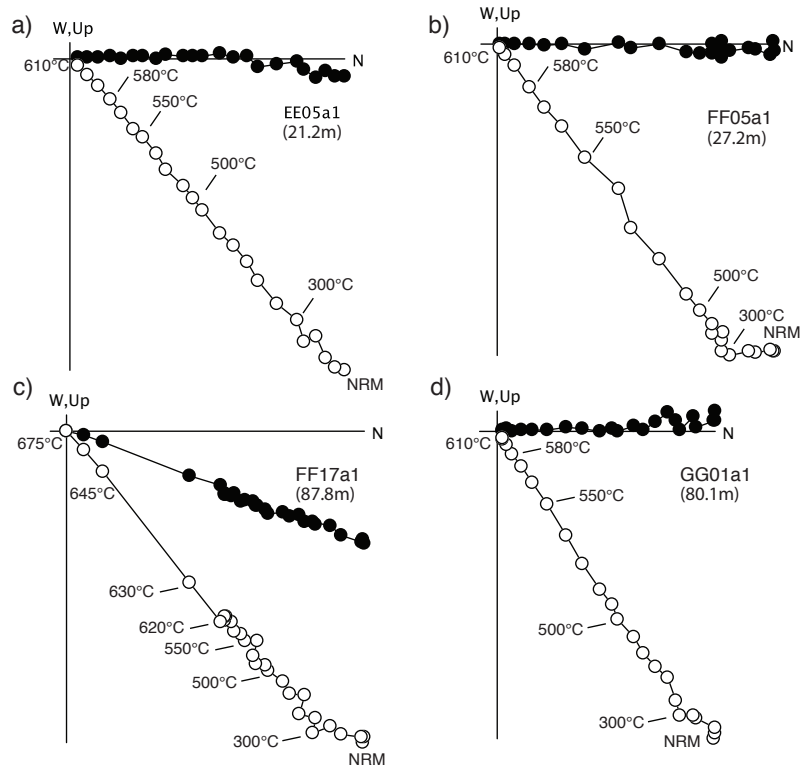 a)
W,Up
N
610°C
580°C
550°C
EE05a1
(21.2m)
500°C
300°C
NRM
b)
W,Up
N
610°C
580°C
FF05a1
(27.2m)
550°C
500°C
300°C
NRM
c)
W,Up
N
675°C
FF17a1
(87.8m)
645°C
630°C
620°C
550°C
500°C
300°C
NRM
d)
W,Up
N
610°C
580°C
GG01a1
(80.1m)
550°C
500°C
300°C
NRM